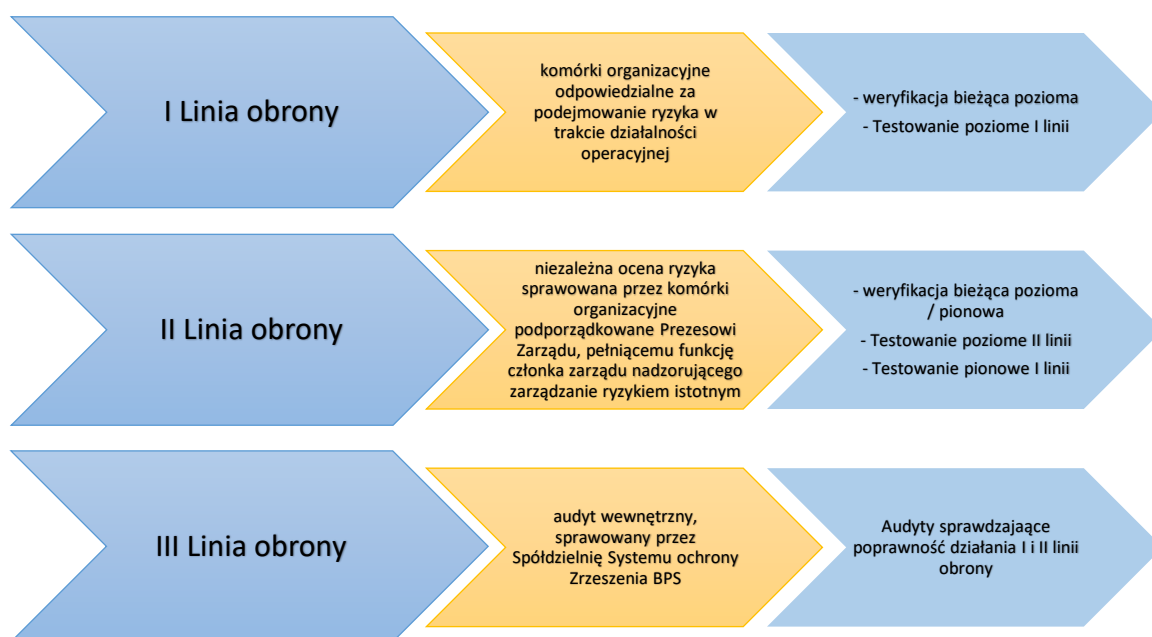 I Linia obrony
komórki organizacyjne
odpowiedzialne za
podejmowanie ryzyka w
trakcie działalności
operacyjnej
- weryfikacja bieżąca pozioma
- Testowanie poziome I linii
II Linia obrony
niezależna ocena ryzyka
sprawowana przez komórki
organizacyjne
podporządkowane Prezesowi
Zarządu, pełniącemu funkcję
członka zarządu nadzorującego
zarządzanie ryzykiem istotnym
- weryfikacja bieżąca pozioma
/ pionowa
- Testowanie poziome II linii
- Testowanie pionowe I linii
III Linia obrony
audyt wewnętrzny,
sprawowany przez
Spółdzielnię Systemu ochrony
Zrzeszenia BPS
Audyty sprawdzajaące
poprawność działania I i II linii
obrony